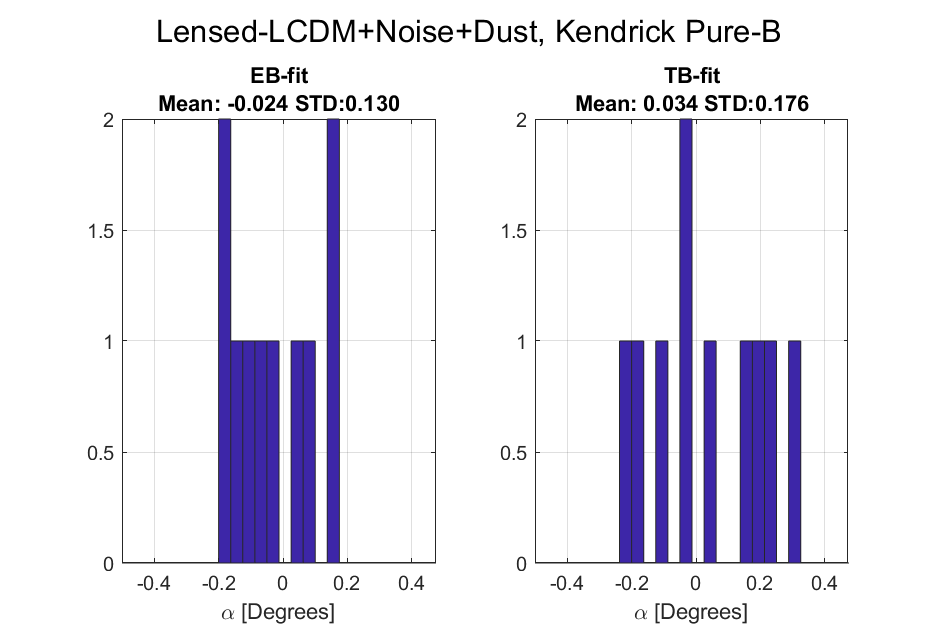 Lensed-LCDM+Noise+Dust, Kendrick Pure-B
EB-fit
Mean: -0.024 STD:0.130
2
1.5
1
0.5
0
-0.4 -0.2 0 0.2 0.4
α [Degrees]
TB-fit
Mean: 0.034 STD:0.176
2
1.5
1
0.5
0
-0.4 -0.2 0 0.2 0.4
α [Degrees]